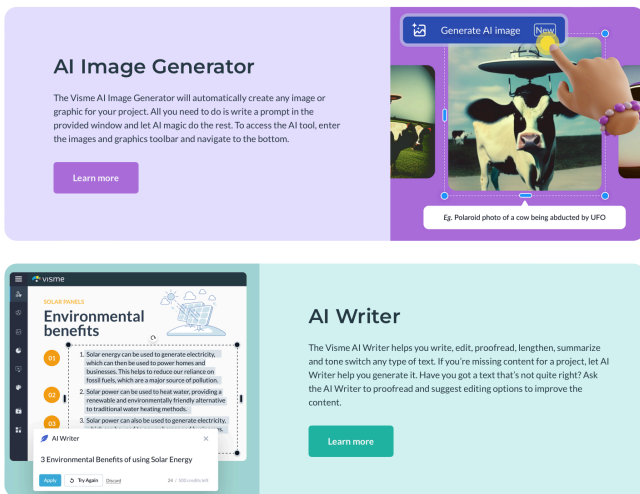 Generate AI image New
AI Image Generator
The Visme AI Image Generator will automatically create any image or
graphic for your project. All you need to do is write a prompt in the
provided window and let AI magic do the rest. To access the AI tool, enter
the images and graphics toolbar and navigate to the bottom.
Learn more
Eg. Polaroid photo of a cow being abducted by UFO
visme
SOLAR PANELS
Environmental
benefits
01
1. Solar energy can be used to generate electricity,
which can then be used to power homes and
businesses. This helps to reduce our reliance on
fossil fuels, which are a major source of pollution.
02
2. Solar power can be used to heat water, providing a
renewable and environmentally friendly alternative
to traditional water heating methods.
03
3. Solar power can also be used to generate electricity,
AI Writer
3 Environmental Benefits of using Solar Energy
Apply Try Again Discard
AI Writer
The Visme AI Writer helps you write, edit, proofread, lengthen, summarize
and tone switch any type of text. If you're missing content for a project, let AI
Writer help you generate it. Have you got a text that's not quite right? Ask
the AI Writer to proofread and suggest editing options to improve the
content.
Learn more